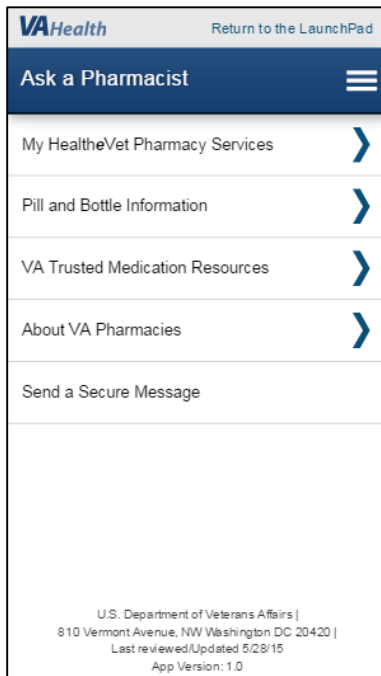 VAHealth Return to the LaunchPad
Ask a Pharmacist
My HealtheVet Pharmacy Services
Pill and Bottle Information
VA Trusted Medication Resources
About VA Pharmacies
Send a Secure Message
U.S. Department of Veterans Affairs |
810 Vermont Avenue, NW Washington DC 20420 |
Last reviewed/Updated 5/28/15
App Version: 1.0